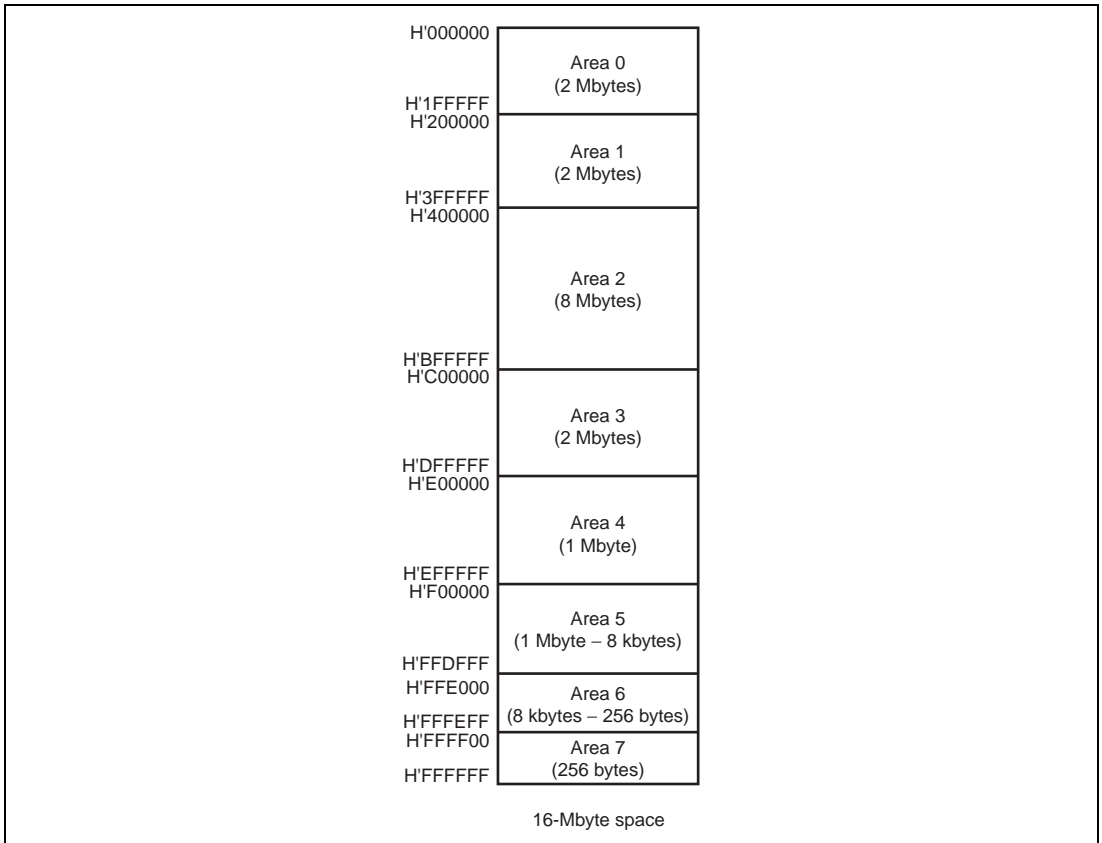 H'000000
Area 0
(2 Mbytes)
H'1FFFFF
H'200000
Area 1
(2 Mbytes)
H'3FFFFF
H'400000
Area 2
(8 Mbytes)
H'BFFFFF
H'C00000
Area 3
(2 Mbytes)
H'DFFFFF
H'E00000
Area 4
(1 Mbyte)
H'EFFFFF
H'F00000
Area 5
(1 Mbyte – 8 kbytes)
H'FFDFFF
H'FFE000
Area 6
(8 kbytes – 256 bytes)
H'FFFEFF
H'FFFF00
Area 7
(256 bytes)
H'FFFFFF
16-Mbyte space